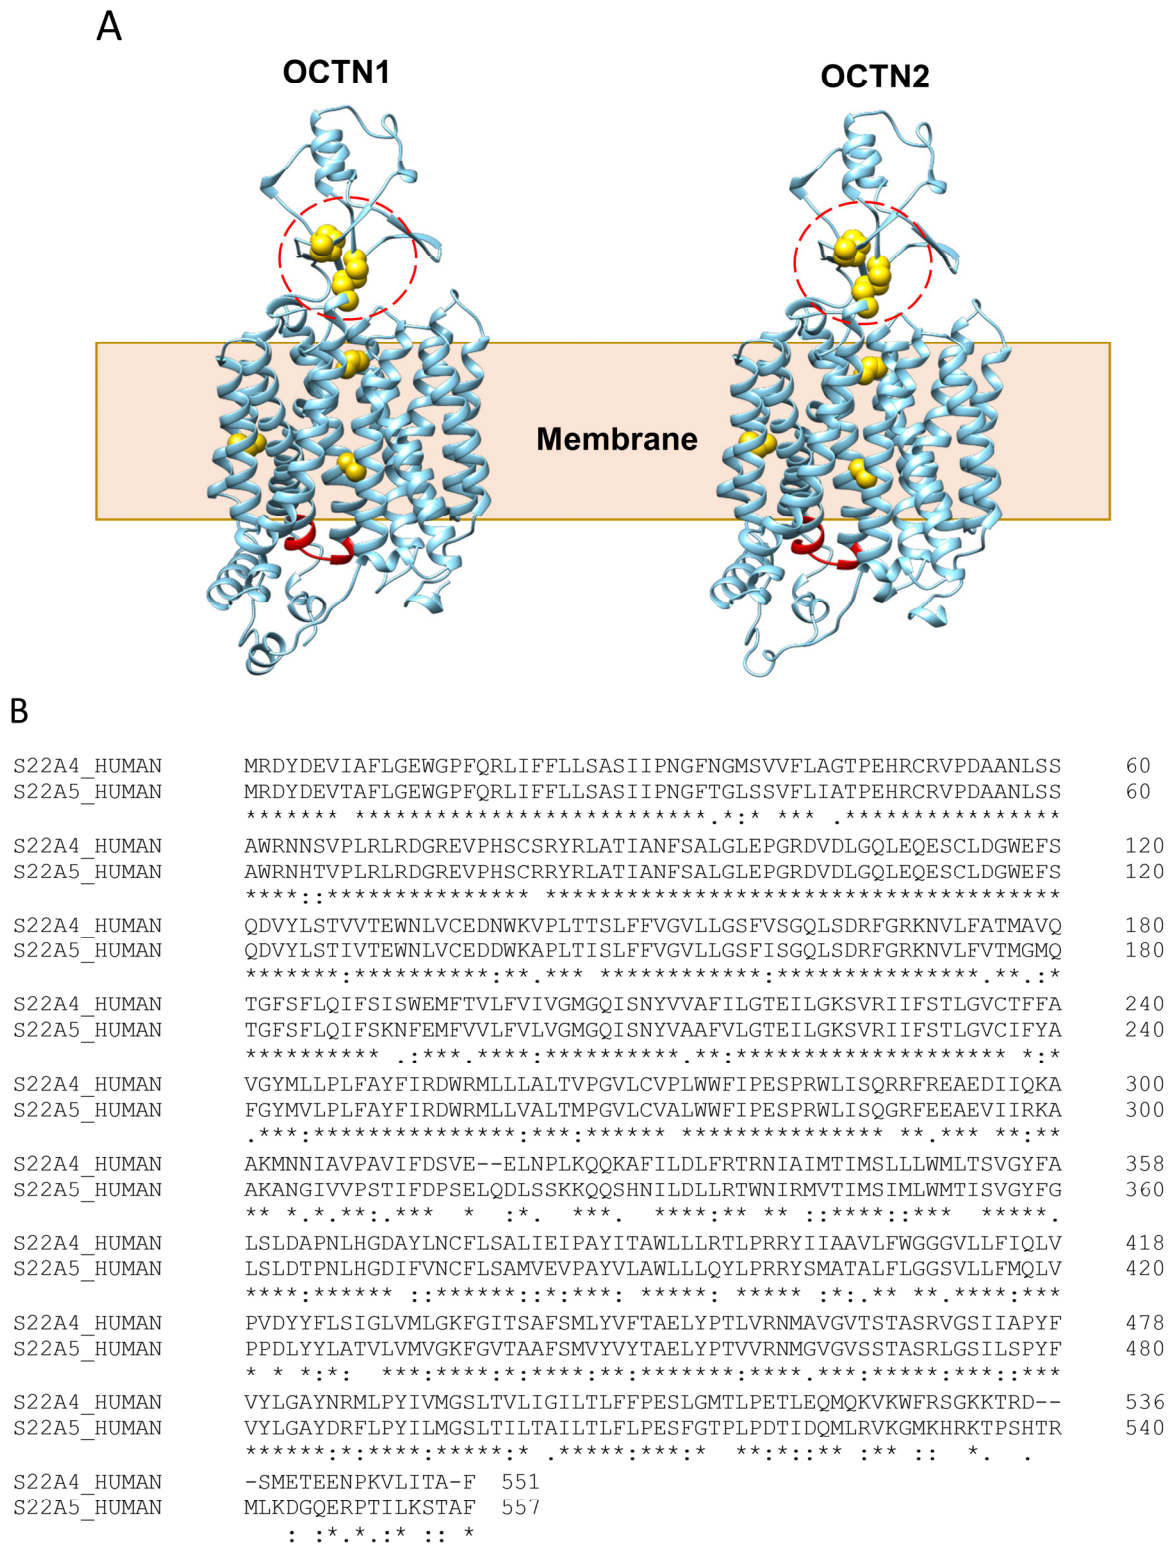 A
OCTN1 OCTN2
Membrane
B
S22A4_HUMAN MRDYDEVIAFLGEWGPFQRLIFFLLSASIIPNGFNGMSVVFLAGTPEHRCRVPDAANLSS 60
S22A5_HUMAN MRDYDEVTAFLGEWGPFQRLIFFLLSASIIPNGFTGLSSVFLIATPEHRCRVPDAANLSS 60
******* **************************.*:* *** .****************
S22A4_HUMAN AWRNNSVPLRLRDGREVPHSCSRYRLATIANFSALGLEPGRDVDLGQLEQESCLDGWEFS 120
S22A5_HUMAN AWRNHTVPLRLRDGREVPHSCRRYRLATIANFSALGLEPGRDVDLGQLEQESCLDGWEFS 120
****::*************** **************************************
S22A4_HUMAN QDVYLSTVVTEWNLVCEDNWKVPLTTSLFFVGVLLGSFVSGQLSDRFGRKNVLFATMAVQ 180
S22A5_HUMAN QDVYLSTIVTEWNLVCEDDWKAPLTISLFFVGVLLGSFISGQLSDRFGRKNVLFVTMGMQ 180
*******:**********:**.*** ************:***************.**.:*
S22A4_HUMAN TGFSFLQIFSISWEMFTVLFVIVGMGQISNYVVAFILGTEILGKSVRIIFSTLGVCTFFA 240
S22A5_HUMAN TGFSFLQIFSKNFEMFVVLFVLVGMGQISNYVAAFVLGTEILGKSVRIIFSTLGVCIFYA 240
********** .:***.****:**********.**:******************** *:*
S22A4_HUMAN VGYMLLPLFAYFIRDWRMLLLALTVPGVLCVPLWWFIPESPRWLISQRRFREAEDIIQKA 300
S22A5_HUMAN FGYMVLPLFAYFIRDWRMLLVALTMPGVLCVALWWFIPESPRWLISQGRFEEAEVIIRKA 300
.***:***************:***:****** *************** **.*** **:**
S22A4_HUMAN AKMNNIAVPAVIFDSVE--ELNPLKQQKAFILDLFRTRNIAIMTIMSLLLWMLTSVGYFA 358
S22A5_HUMAN AKANGIVVPSTIFDPSELQDLSSKKQQSHNILDLLRTWNIRMVTIMSIMLWMTISVGYFG 360
** *.*.**:.*** * :*. ***. ****:** ** ::****::*** *****.
S22A4_HUMAN LSLDAPNLHGDAYLNCFLSALIEIPAYITAWLLLRTLPRRYIIAAVLFWGGGVLLFIQLV 418
S22A5_HUMAN LSLDTPNLHGDIFVNCFLSAMVEVPAYVLAWLLLQYLPRRYSMATALFLGGSVLLFMQLV 420
****:****** ::******::*:***: *****: ***** :*:.** **.****:***
S22A4_HUMAN PVDYYFLSIGLVMLGKFGITSAFSMLYVFTAELYPTLVRNMAVGVTSTASRVGSIIAPYF 478
S22A5_HUMAN PPDLYYLATVLVMVGKFGVTAAFSMVYVYTAELYPTVVRNMGVGVSSTASRLGSILSPYF 480
* * *:*: ***:****:*:****:**:*******:****.***:*****:***::***
S22A4_HUMAN VYLGAYNRMLPYIVMGSLTVLIGILTLFFPESLGMTLPETLEQMQKVKWFRSGKKTRD-- 536
S22A5_HUMAN VYLGAYDRFLPYILMGSLTILTAILTLFLPESFGTPLPDTIDQMLRVKGMKHRKTPSHTR 540
******:*:****:*****:* .*****:***:* **:*::** :** :: *. .
S22A4_HUMAN -SMETEENPKVLITA-F 551
S22A5_HUMAN MLKDGQERPTILKSTAF 557
: :*.*.:* :: *